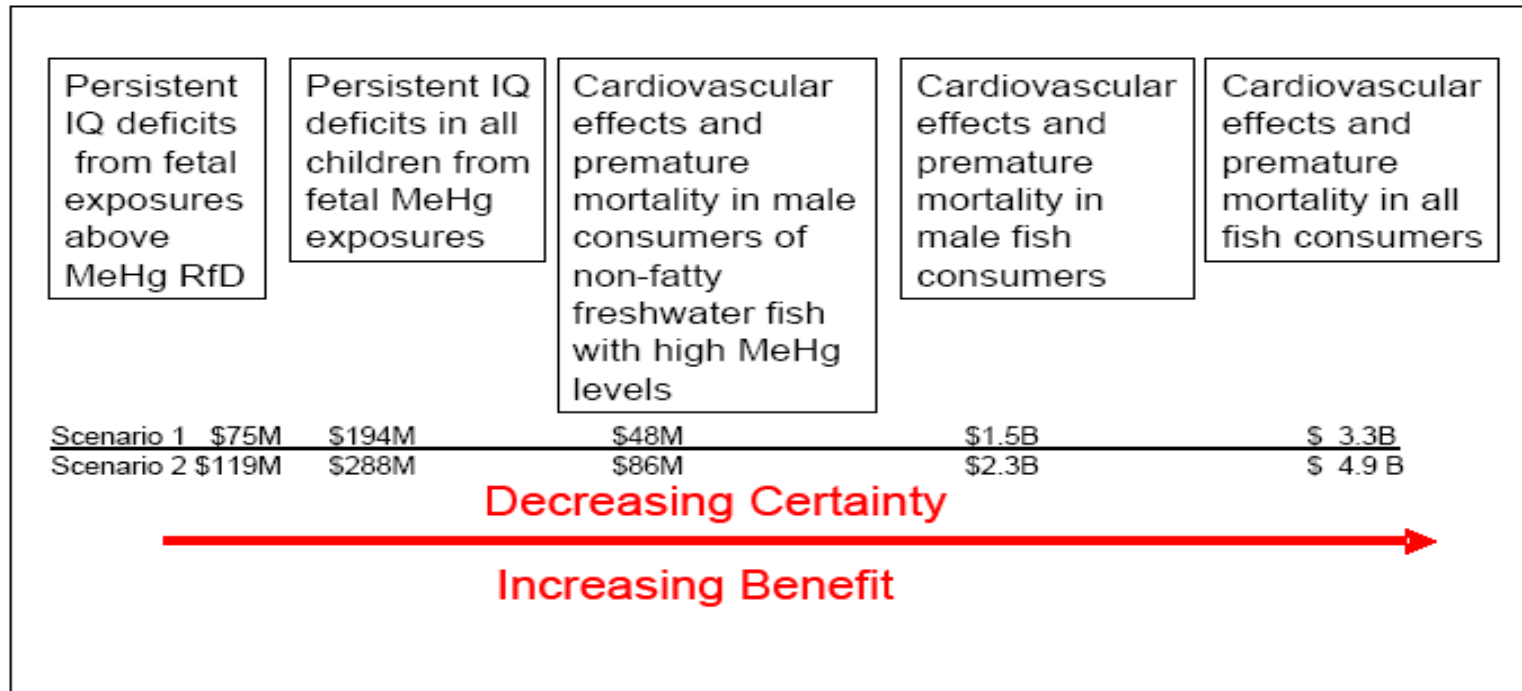 Persistent
IQ deficits
from fetal
exposures
above
MeHg RfD
Persistent IQ
deficits in all
children from
fetal MeHg
exposures
Cardiovascular
effects and
premature
mortality in male
consumers of
non-fatty
freshwater fish
with high MeHg
levels
Cardiovascular
effects and
premature
mortality in
male fish
consumers
Cardiovascular
effects and
premature
mortality in all
fish consumers
Scenario 1 $75M $194M $48M $1.5B $ 3.3B
Scenario 2 $119M $288M $86M $2.3B $ 4.9 B
Decreasing Certainty
Increasing Benefit